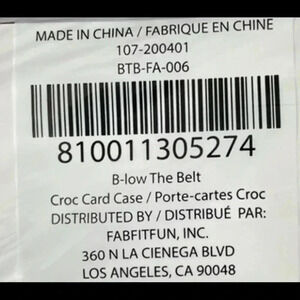 MADE IN CHINA / FABRIQUE EN CHINE
107-200401
BTB-FA-006
810011305274
B-low The Belt
Croc Card Case / Porte-cartes Croc
DISTRIBUTED BY / DISTRIBUÉ PAR:
FABFITFUN, INC.
360 N LA CIENEGA BLVD
LOS ANGELES, CA 90048